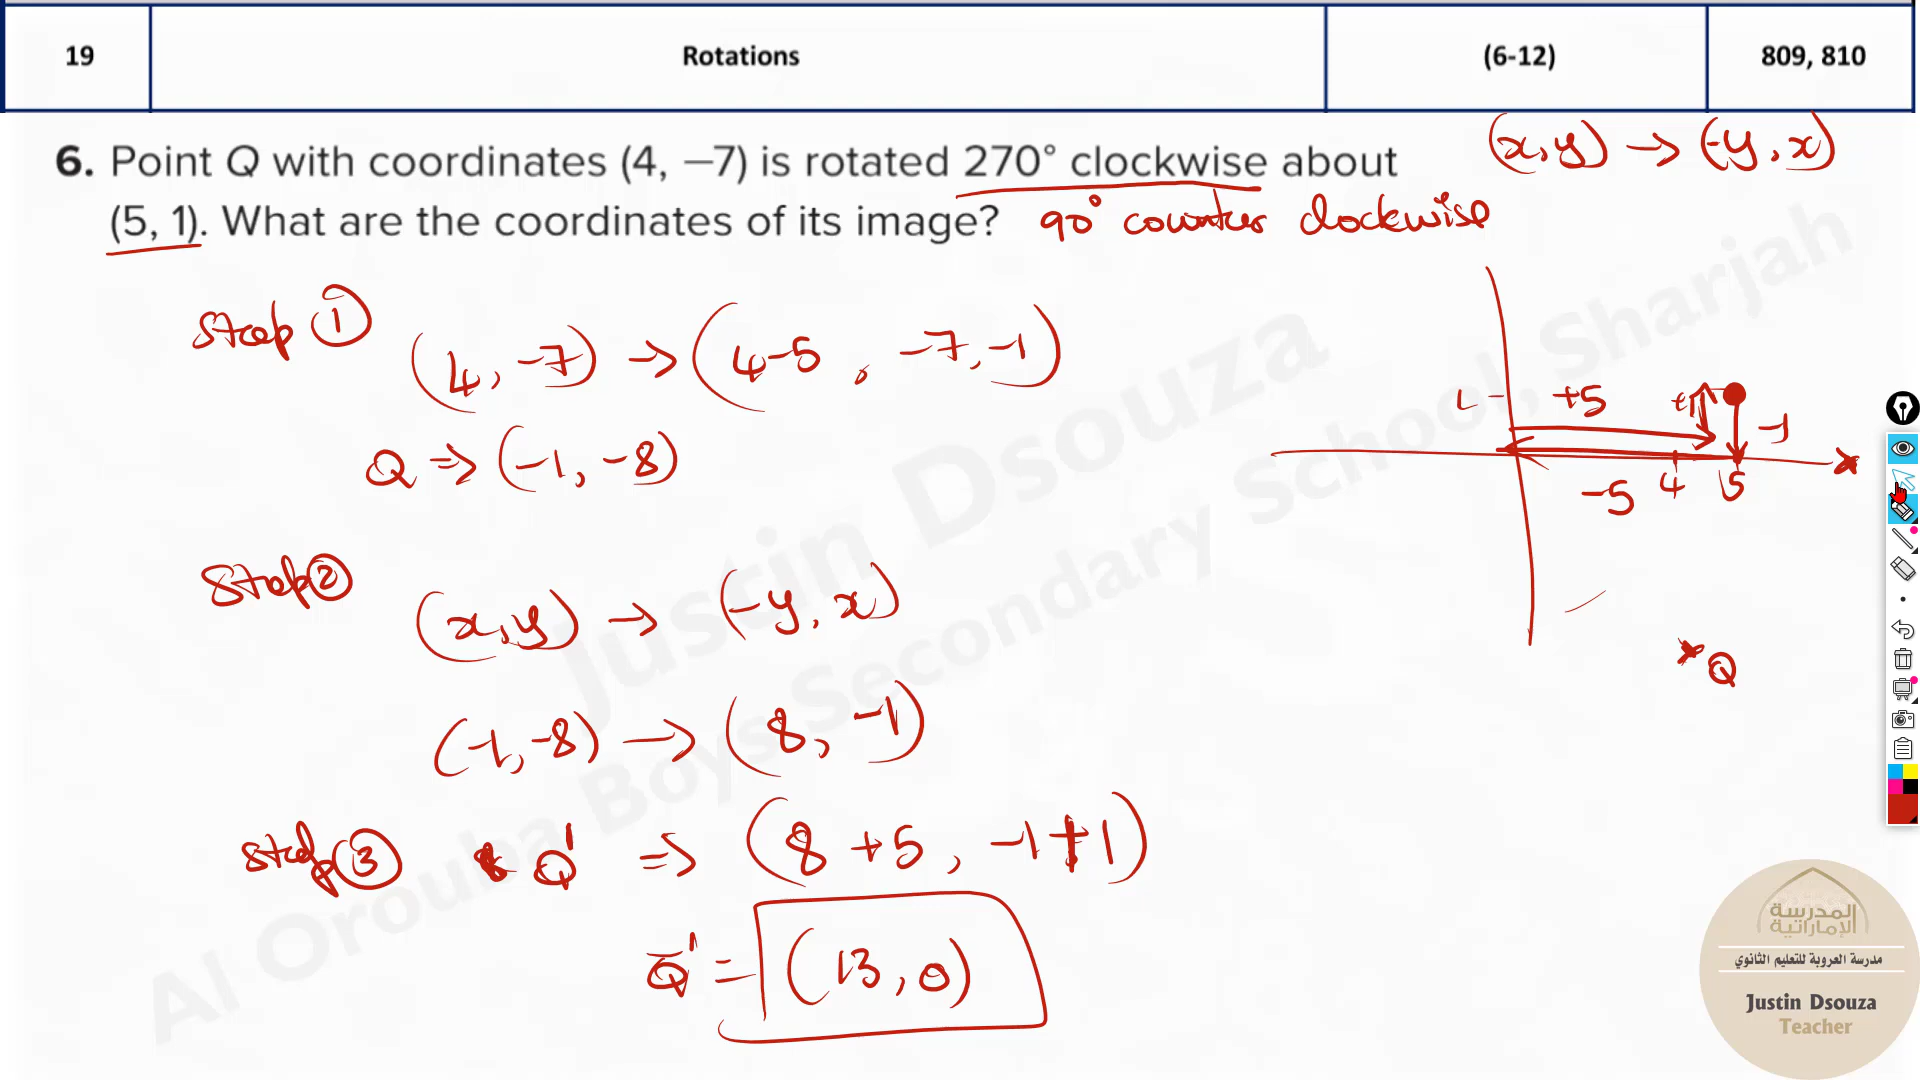 19 Rotations (6-12) 809, 810
6. Point Q with coordinates (4, −7) is rotated 270° clockwise about
(5, 1). What are the coordinates of its image?
(x,y) → (-y, x)
90° counter clockwise
Step 1
(4, -7) → (4-5, -7,-1)
Q ⇒ (-1, -8)
Step 2
(x,y) → (-y, x)
(-1,-8) → (8, -1)
Step 3 Q' ⇒ (8+5, -1+1)
Q' = (13, 0)
+5
-1
-5 4 5
Q
Justin Dsouza
Al Orouba Boys Secondary School, Sharjah
المدرسة
الإماراتية
مدرسة العروبة للتعليم الثانوي
Justin Dsouza
Teacher